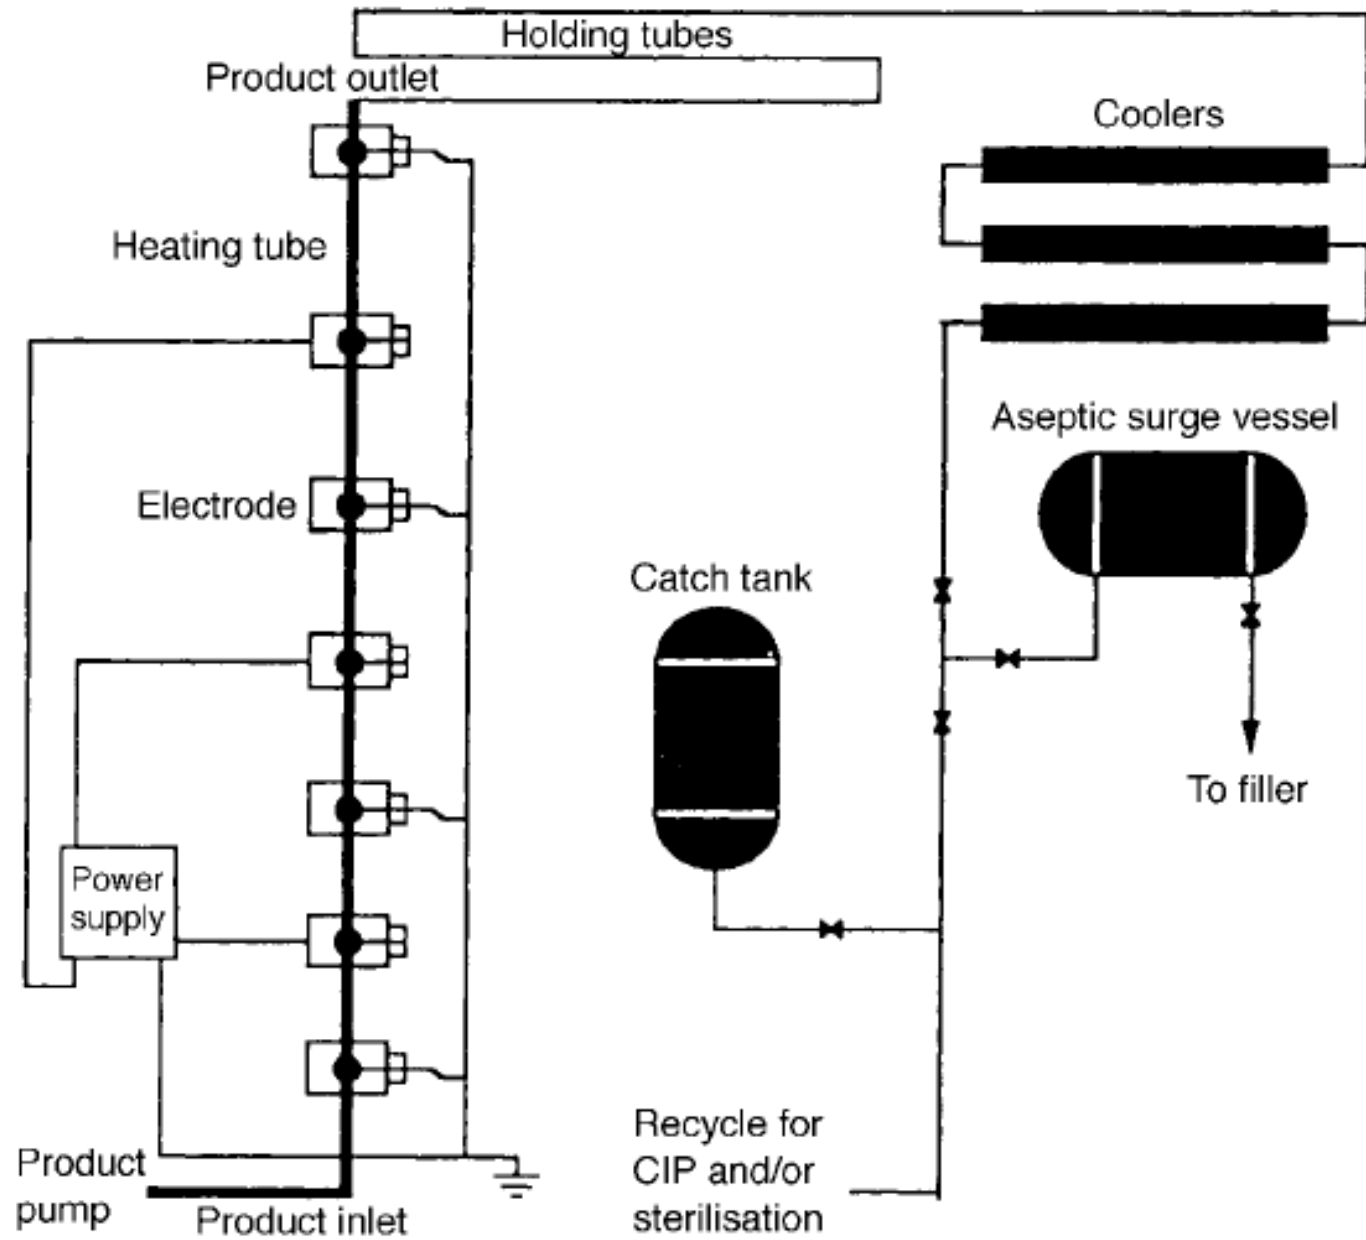 Holding tubes
Product outlet
Coolers
Heating tube
Aseptic surge vessel
Electrode
Catch tank
To filler
Power
supply
Recycle for
CIP and/or
sterilisation
Product
pump
Product inlet